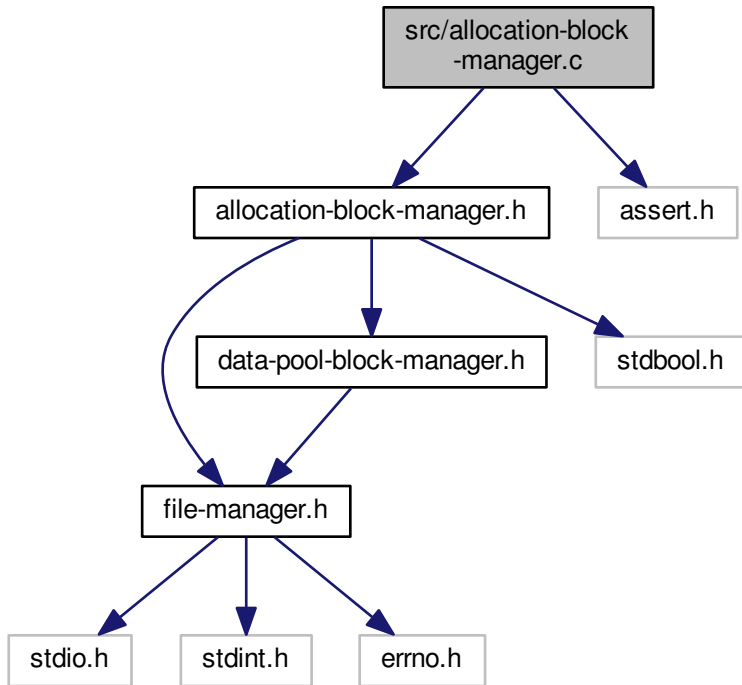 src/allocation-block
-manager.c
allocation-block-manager.h
assert.h
data-pool-block-manager.h
stdbool.h
file-manager.h
stdio.h
stdint.h
errno.h